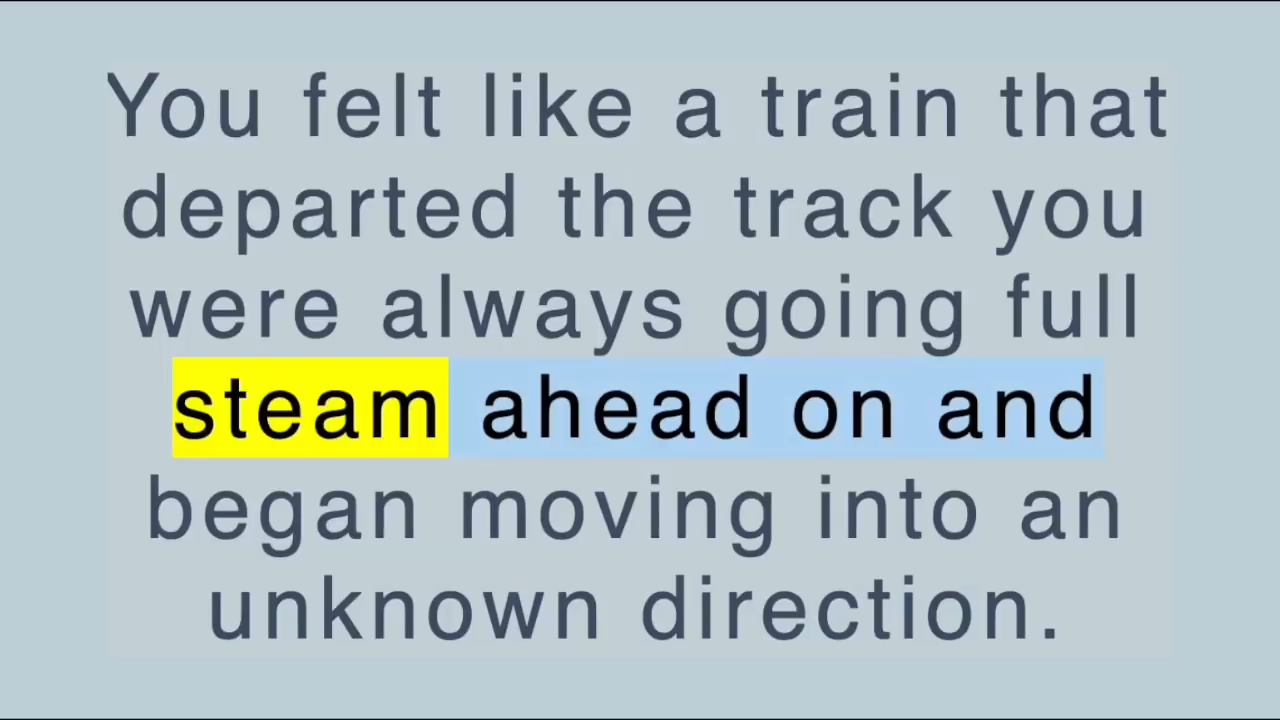 You felt like a train that
departed the track you
were always going full
steam ahead on and
began moving into an
unknown direction.